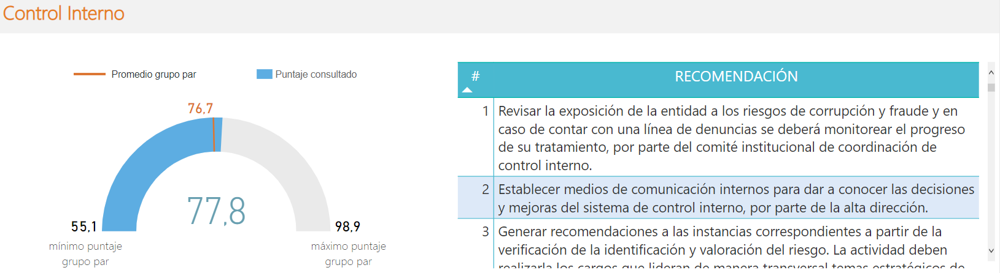 Control Interno
Promedio grupo par
Puntaje consultado
76,7
77,8
55,1
mínimo puntaje
grupo par
98,9
máximo puntaje
grupo par
# RECOMENDACIÓN
1 Revisar la exposición de la entidad a los riesgos de corrupción y fraude y en
caso de contar con una línea de denuncias se deberá monitorear el progreso
de su tratamiento, por parte del comité institucional de coordinación de
control interno.
2 Establecer medios de comunicación internos para dar a conocer las decisiones
y mejoras del sistema de control interno, por parte de la alta dirección.
3 Generar recomendaciones a las instancias correspondientes a partir de la
verificación de la identificación y valoración del riesgo. La actividad deben
realizarla los cargos que lideran de manera transversal temas estratégicos de